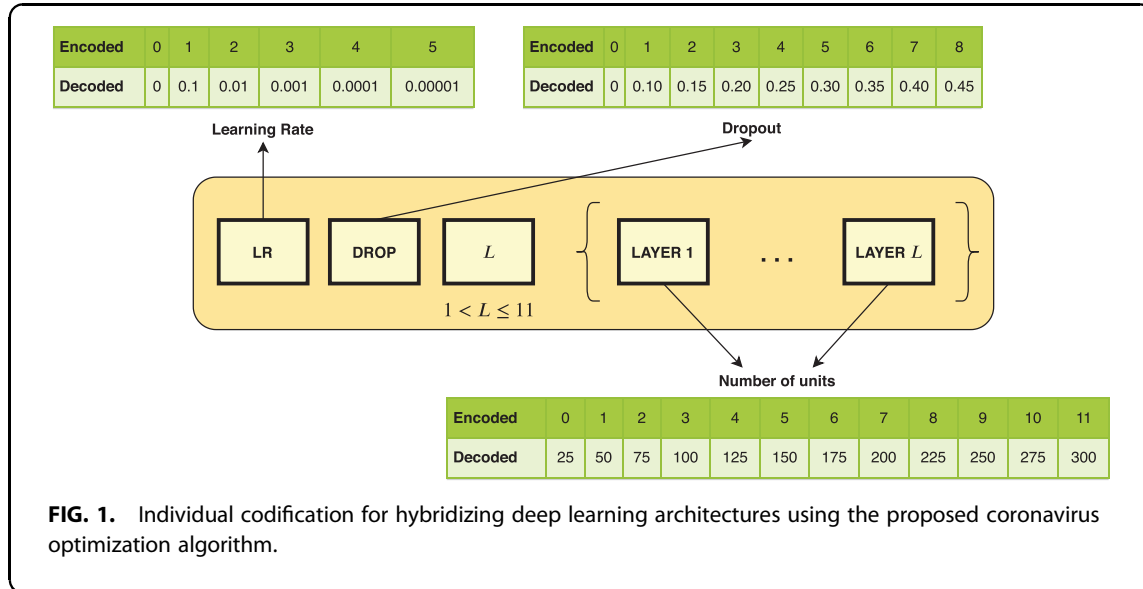 Encoded 0 1 2 3 4 5
Decoded 0 0.1 0.01 0.001 0.0001 0.00001
Learning Rate
Encoded 0 1 2 3 4 5 6 7 8
Decoded 0 0.10 0.15 0.20 0.25 0.30 0.35 0.40 0.45
Dropout
LR DROP L { LAYER 1 ... LAYER L }
1 < L ≤ 11
Number of units
Encoded 0 1 2 3 4 5 6 7 8 9 10 11
Decoded 25 50 75 100 125 150 175 200 225 250 275 300
FIG. 1. Individual codification for hybridizing deep learning architectures using the proposed coronavirus
optimization algorithm.